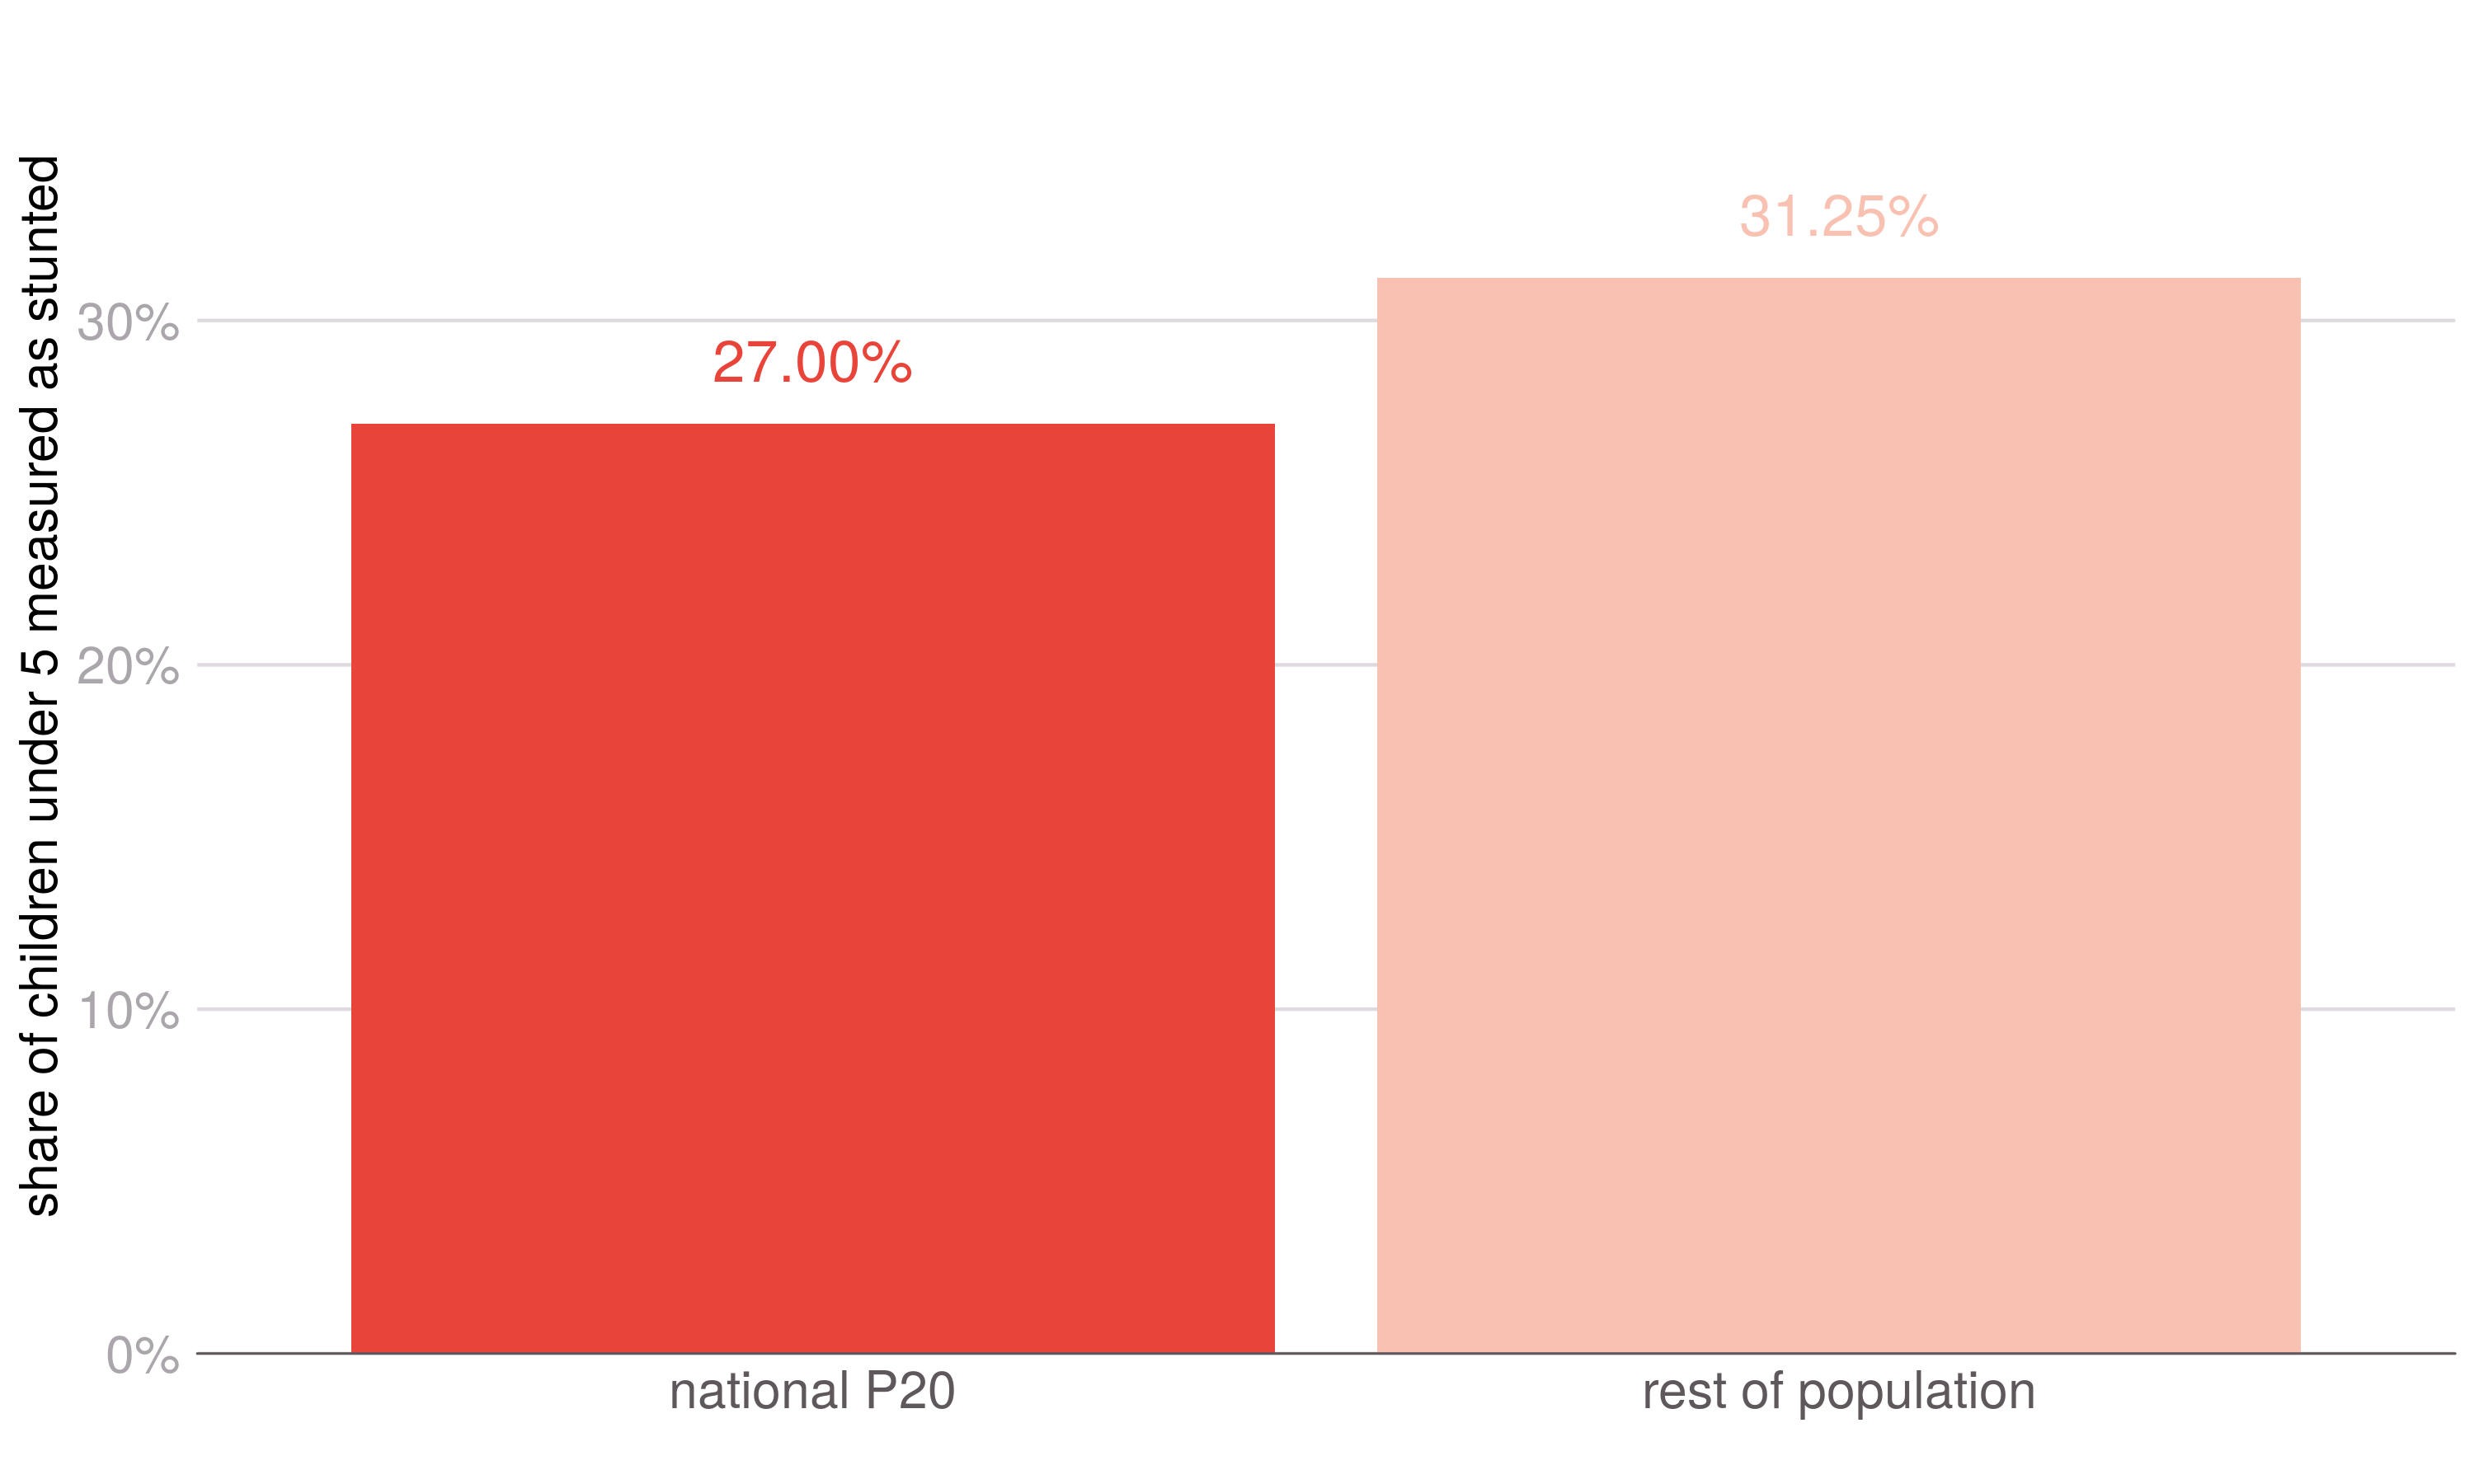 share of children under 5 measured as stunted
30%
20%
10%
0%
27.00%
31.25%
national P20
rest of population